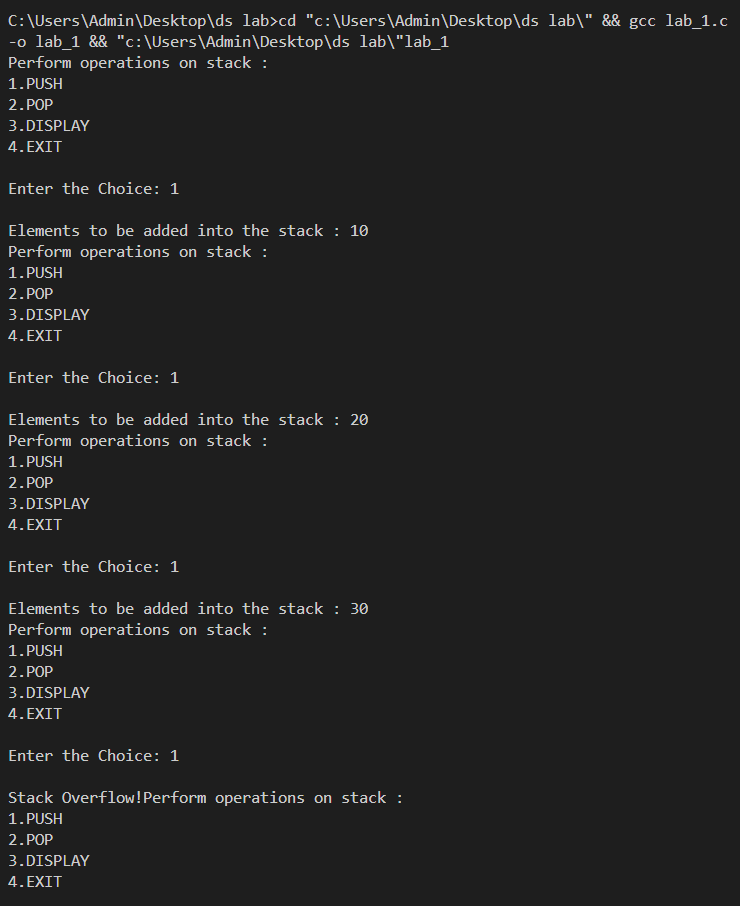 C:\Users\Admin\Desktop\ds lab>cd "c:\Users\Admin\Desktop\ds lab\" && gcc lab_1.c
-o lab_1 && "c:\Users\Admin\Desktop\ds lab\"lab_1
Perform operations on stack :
1.PUSH
2.POP
3.DISPLAY
4.EXIT
Enter the Choice: 1
Elements to be added into the stack : 10
Perform operations on stack :
1.PUSH
2.POP
3.DISPLAY
4.EXIT
Enter the Choice: 1
Elements to be added into the stack : 20
Perform operations on stack :
1.PUSH
2.POP
3.DISPLAY
4.EXIT
Enter the Choice: 1
Elements to be added into the stack : 30
Perform operations on stack :
1.PUSH
2.POP
3.DISPLAY
4.EXIT
Enter the Choice: 1
Stack Overflow!Perform operations on stack :
1.PUSH
2.POP
3.DISPLAY
4.EXIT